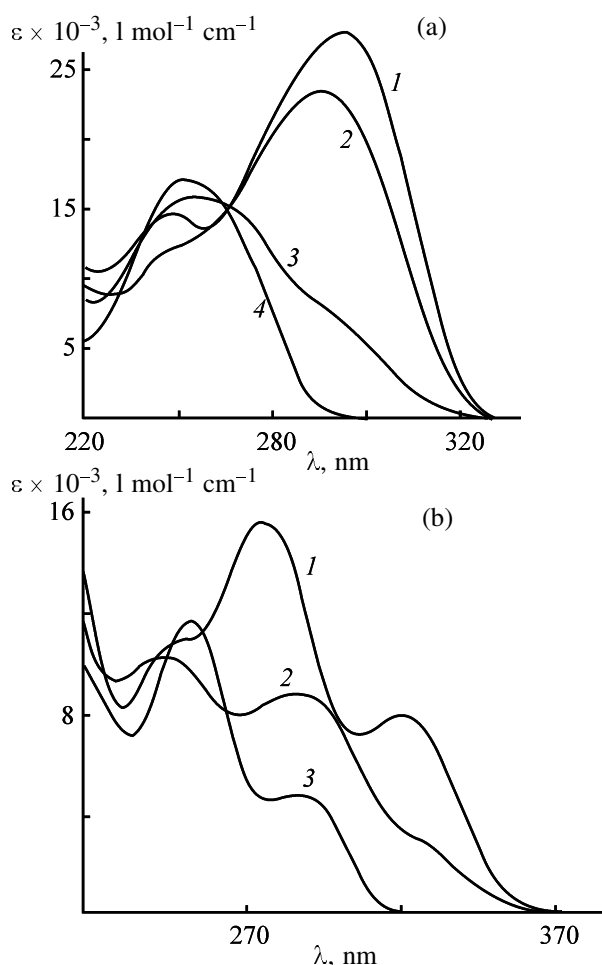 ε × 10⁻³, l mol⁻¹ cm⁻¹
(a)
25
1
2
15
3
4
5
220 280 320
λ, nm
ε × 10⁻³, l mol⁻¹ cm⁻¹
16
(b)
1
2
8
3
270 370
λ, nm